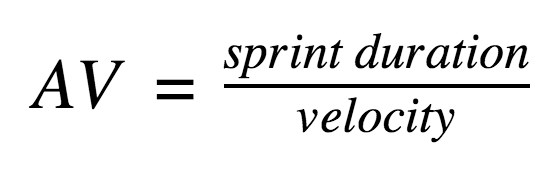 AV = sprint duration
velocity